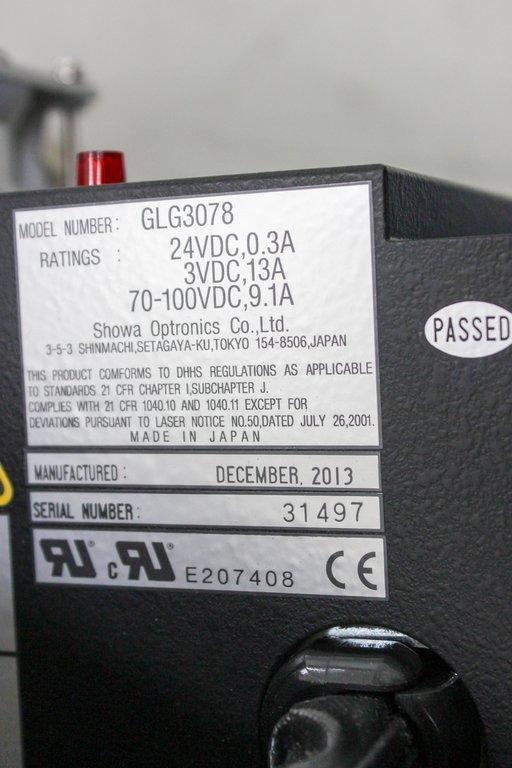 MODEL NUMBER: GLG3078
RATINGS : 24VDC,0.3A
3VDC,13A
70-100VDC,9.1A
Showa Optronics Co.,Ltd.
3-5-3 SHINMACHI,SETAGAYA-KU,TOKYO 154-8506,JAPAN
THIS PRODUCT COMFORMS TO DHHS REGULATIONS AS APPLICABLE
TO STANDARDS 21 CFR CHAPTER I,SUBCHAPTER J.
COMPLIES WITH 21 CFR 1040.10 AND 1040.11 EXCEPT FOR
DEVIATIONS PURSUANT TO LASER NOTICE NO.50,DATED JULY 26,2001.
MADE IN JAPAN
PASSED
MANUFACTURED : DECEMBER, 2013
SERIAL NUMBER : 31497
RU® c RU® E207408 CE